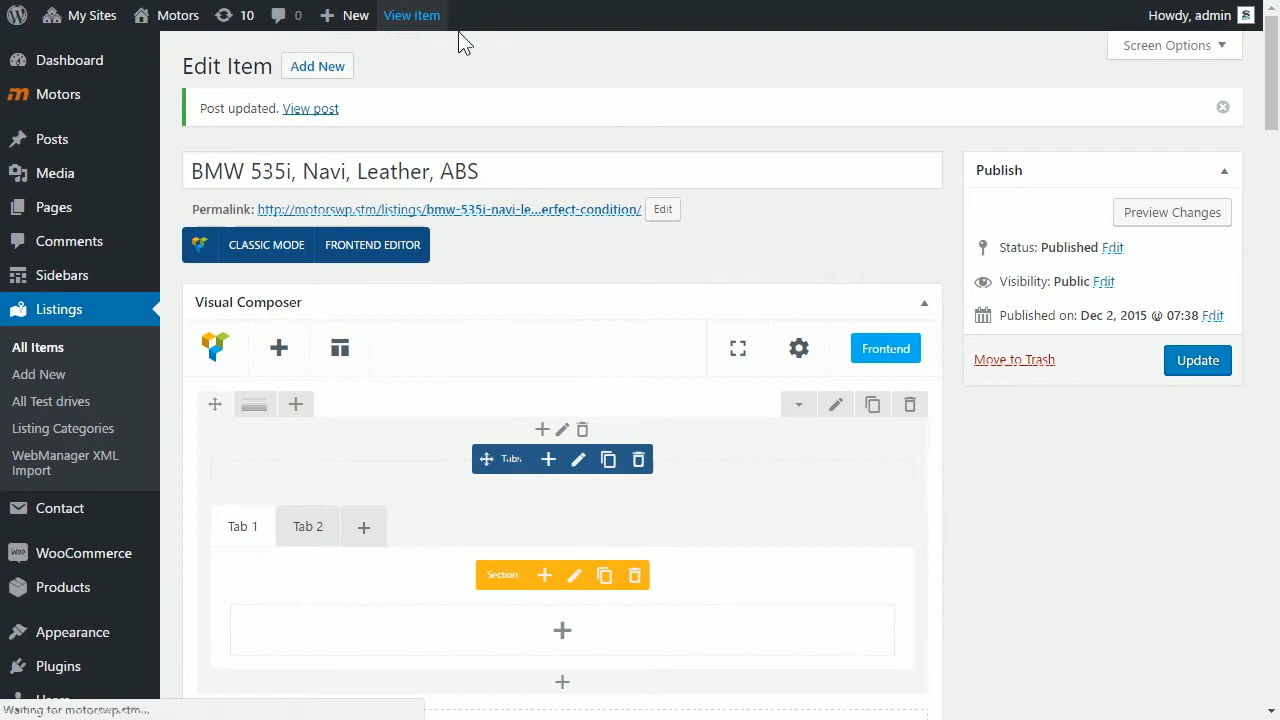 My Sites
Motors
10
0
New
View Item
Howdy, admin
Dashboard
Motors
Posts
Media
Pages
Comments
Sidebars
Listings
All Items
Add New
All Test drives
Listing Categories
WebManager XML
Import
Contact
WooCommerce
Products
Appearance
Plugins
Waiting for motorswp.stm...
Screen Options
Edit Item
Add New
Post updated. View post
BMW 535i, Navi, Leather, ABS
Permalink: http://motorswp.stm/listings/bmw-535i-navi-le...erfect-condition/ Edit
CLASSIC MODE
FRONTEND EDITOR
Visual Composer
Frontend
Tabs
Tab 1
Tab 2
Section
Publish
Preview Changes
Status: Published Edit
Visibility: Public Edit
Published on: Dec 2, 2015 @ 07:38 Edit
Move to Trash
Update